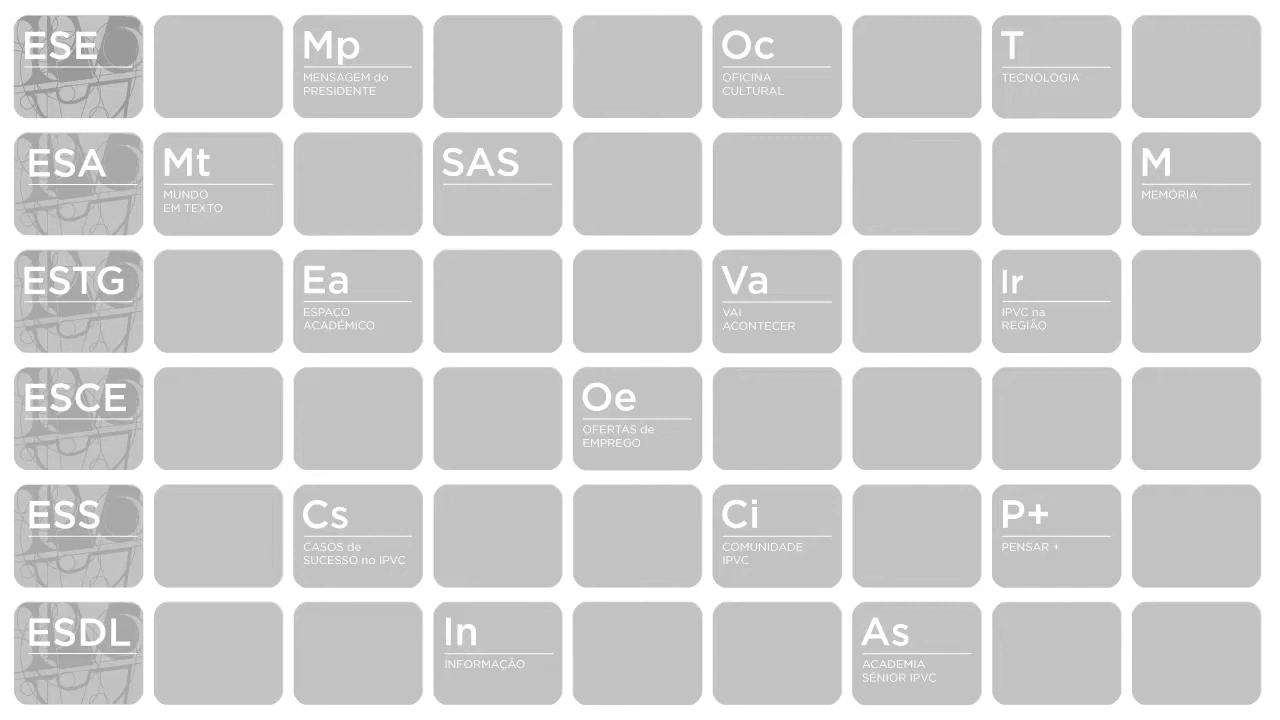 ESE
Mp
MENSAGEM do
PRESIDENTE
Oc
OFICINA
CULTURAL
T
TECNOLOGIA
ESA
Mt
MUNDO
EM TEXTO
SAS
M
MEMÓRIA
ESTG
Ea
ESPAÇO
ACADÉMICO
Va
VAI
ACONTECER
Ir
IPVC na
REGIÃO
ESCE
Oe
OFERTAS de
EMPREGO
ESS
Cs
CASOS de
SUCESSO no IPVC
Ci
COMUNIDADE
IPVC
P+
PENSAR +
ESDL
In
INFORMAÇÃO
As
ACADEMIA
SÉNIOR IPVC